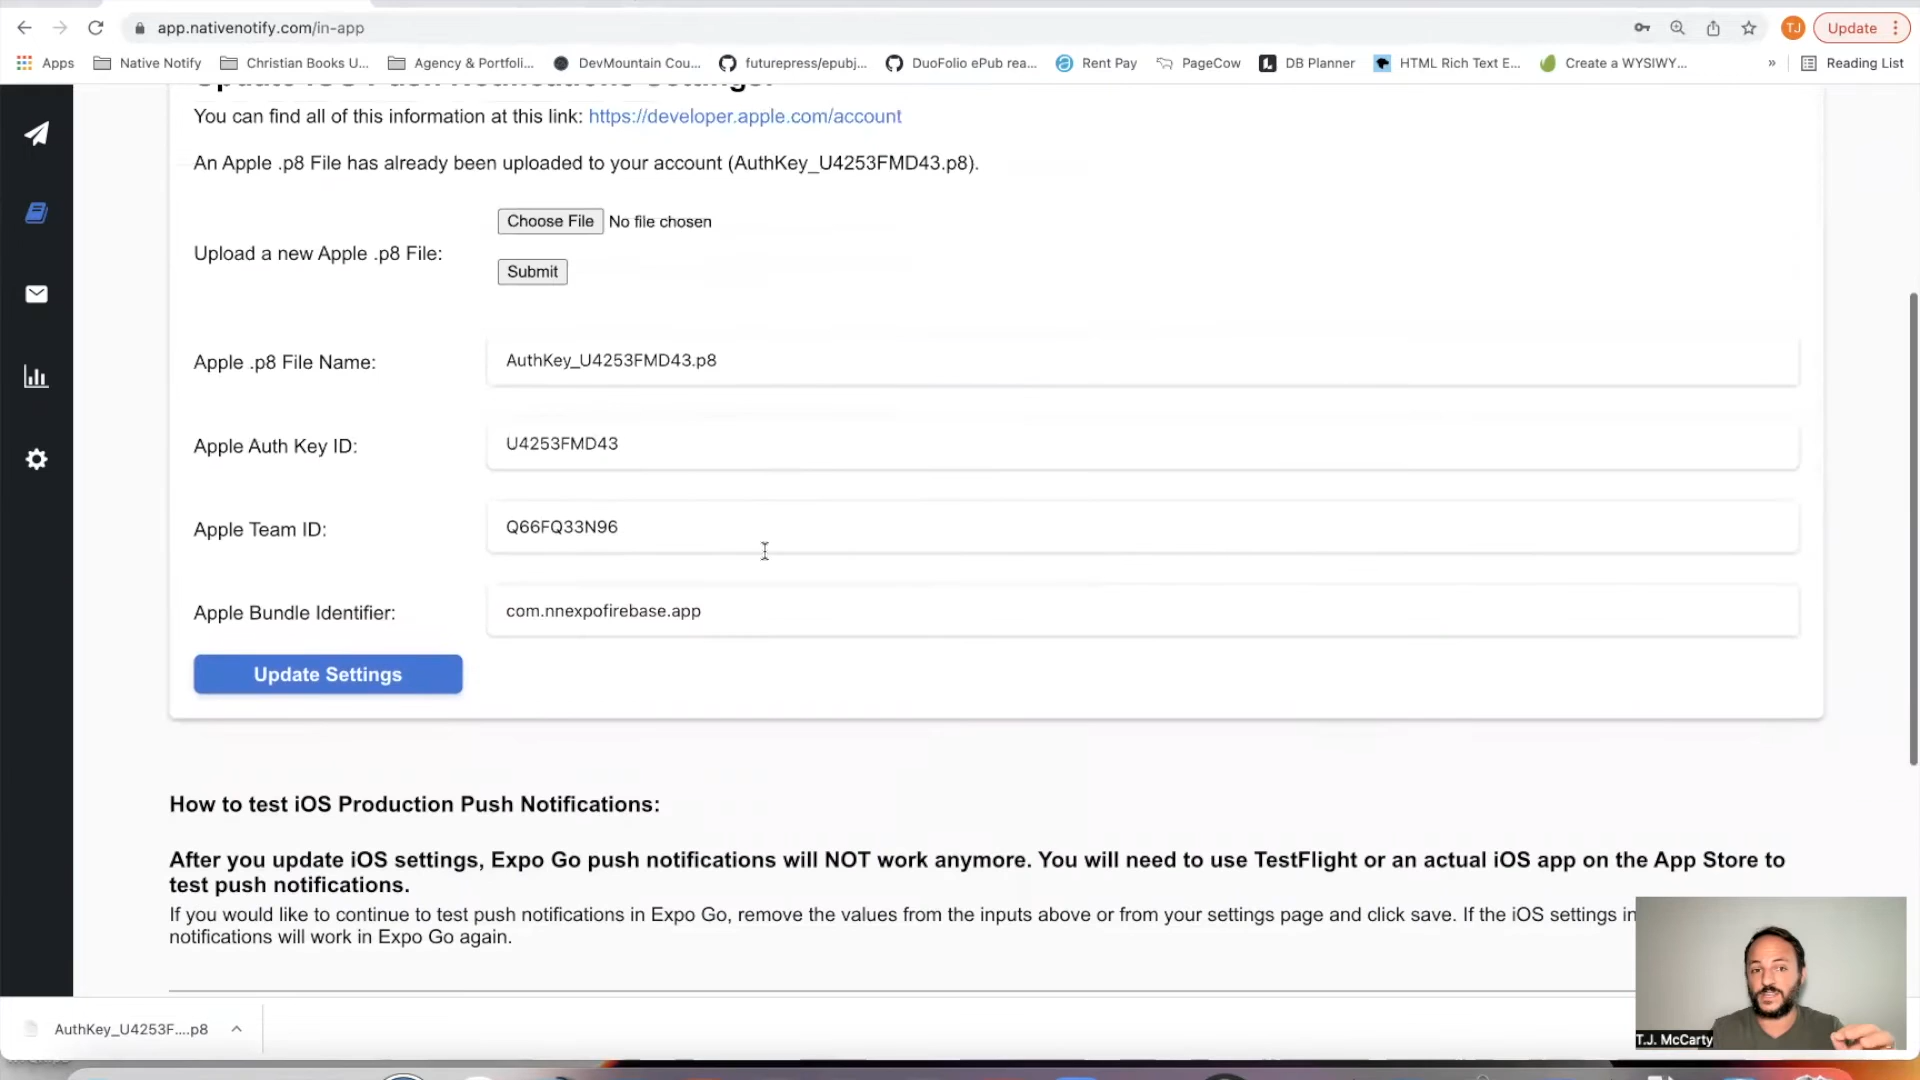 app.nativenotify.com/in-app
TJ
Update
Apps
Native Notify
Christian Books U...
Agency & Portfoli...
DevMountain Cou...
futurepress/epubj...
DuoFolio ePub rea...
Rent Pay
PageCow
DB Planner
HTML Rich Text E...
Create a WYSIWY...
»
Reading List
You can find all of this information at this link: https://developer.apple.com/account
An Apple .p8 File has already been uploaded to your account (AuthKey_U4253FMD43.p8).
Choose File No file chosen
Upload a new Apple .p8 File:
Submit
Apple .p8 File Name:
AuthKey_U4253FMD43.p8
Apple Auth Key ID:
U4253FMD43
Apple Team ID:
Q66FQ33N96
Apple Bundle Identifier:
com.nnexpofirebase.app
Update Settings
How to test iOS Production Push Notifications:
After you update iOS settings, Expo Go push notifications will NOT work anymore. You will need to use TestFlight or an actual iOS app on the App Store to
test push notifications.
If you would like to continue to test push notifications in Expo Go, remove the values from the inputs above or from your settings page and click save. If the iOS settings in
notifications will work in Expo Go again.
AuthKey_U4253F....p8
T.J. McCarty